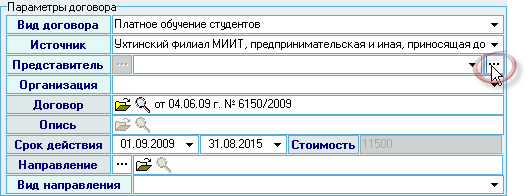 Параметры договора
Вид договора Платное обучение студентов
Источник Ухтинский Филиал МИИТ, предпринимательская и иная, приносящая до
Представитель ... ...
Организация
Договор от 04.06.09 г. № 6150/2009
Опись
Срок действия 01.09.2009 31.08.2015 Стоимость 11500
Направление ...
Вид направления